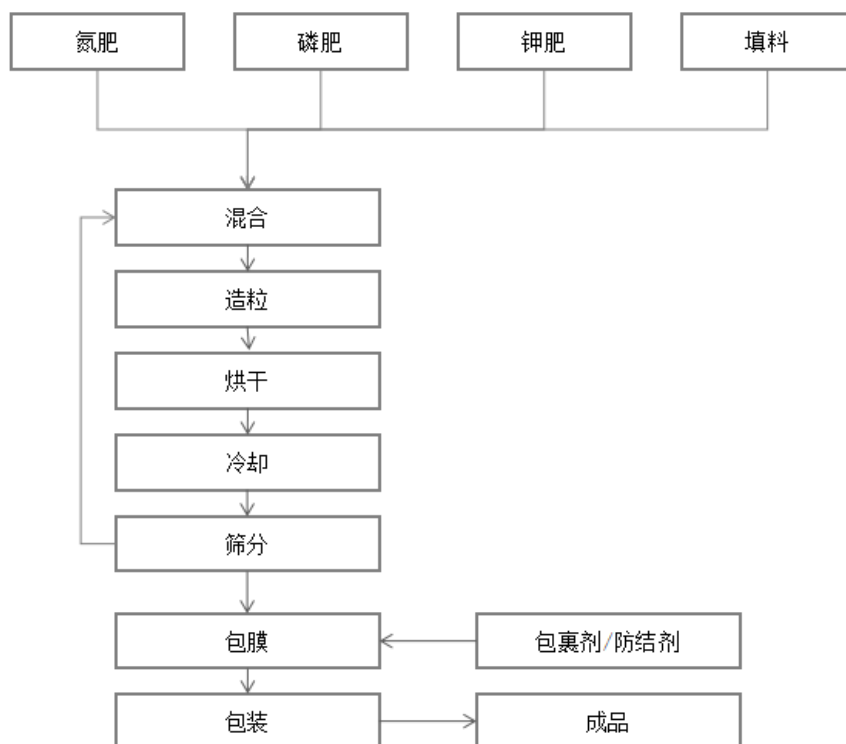 氮肥
磷肥
钾肥
填料
混合
造粒
烘干
冷却
筛分
包膜
包裹剂/防结剂
包装
成品